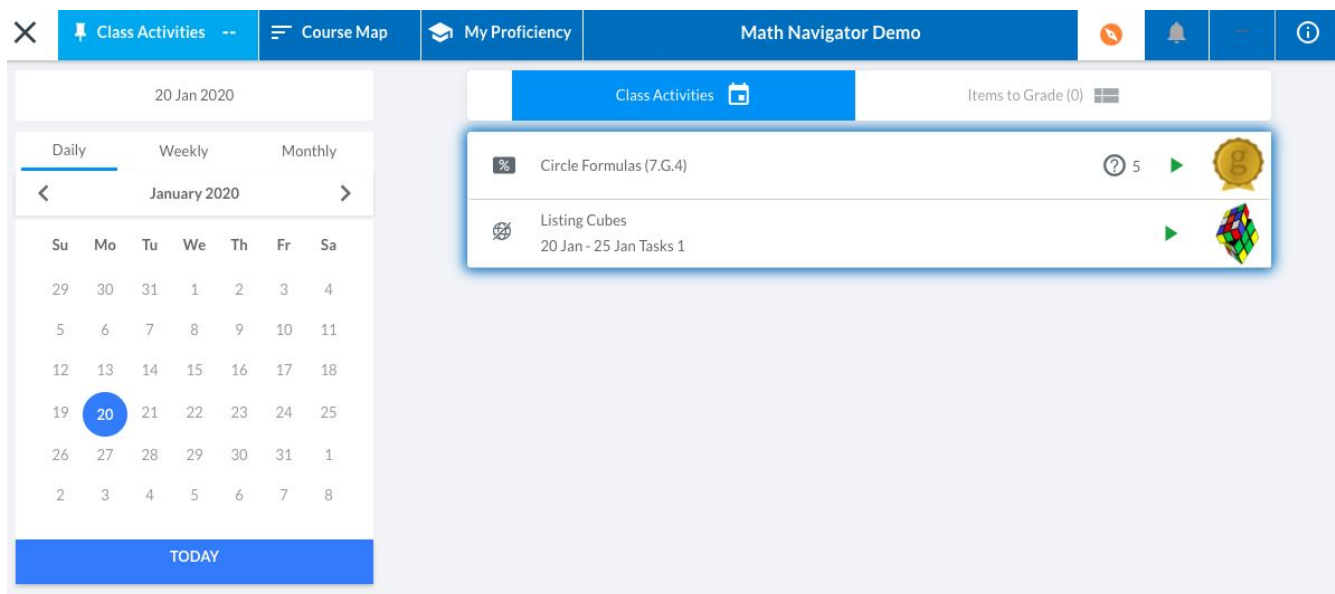 Class Activities --
Course Map
My Proficiency
Math Navigator Demo
20 Jan 2020
Daily Weekly Monthly
January 2020
Su Mo Tu We Th Fr Sa
29 30 31 1 2 3 4
5 6 7 8 9 10 11
12 13 14 15 16 17 18
19 20 21 22 23 24 25
26 27 28 29 30 31 1
2 3 4 5 6 7 8
TODAY
Class Activities
Items to Grade (0)
% Circle Formulas (7.G.4) ? 5
g
Listing Cubes
20 Jan - 25 Jan Tasks 1